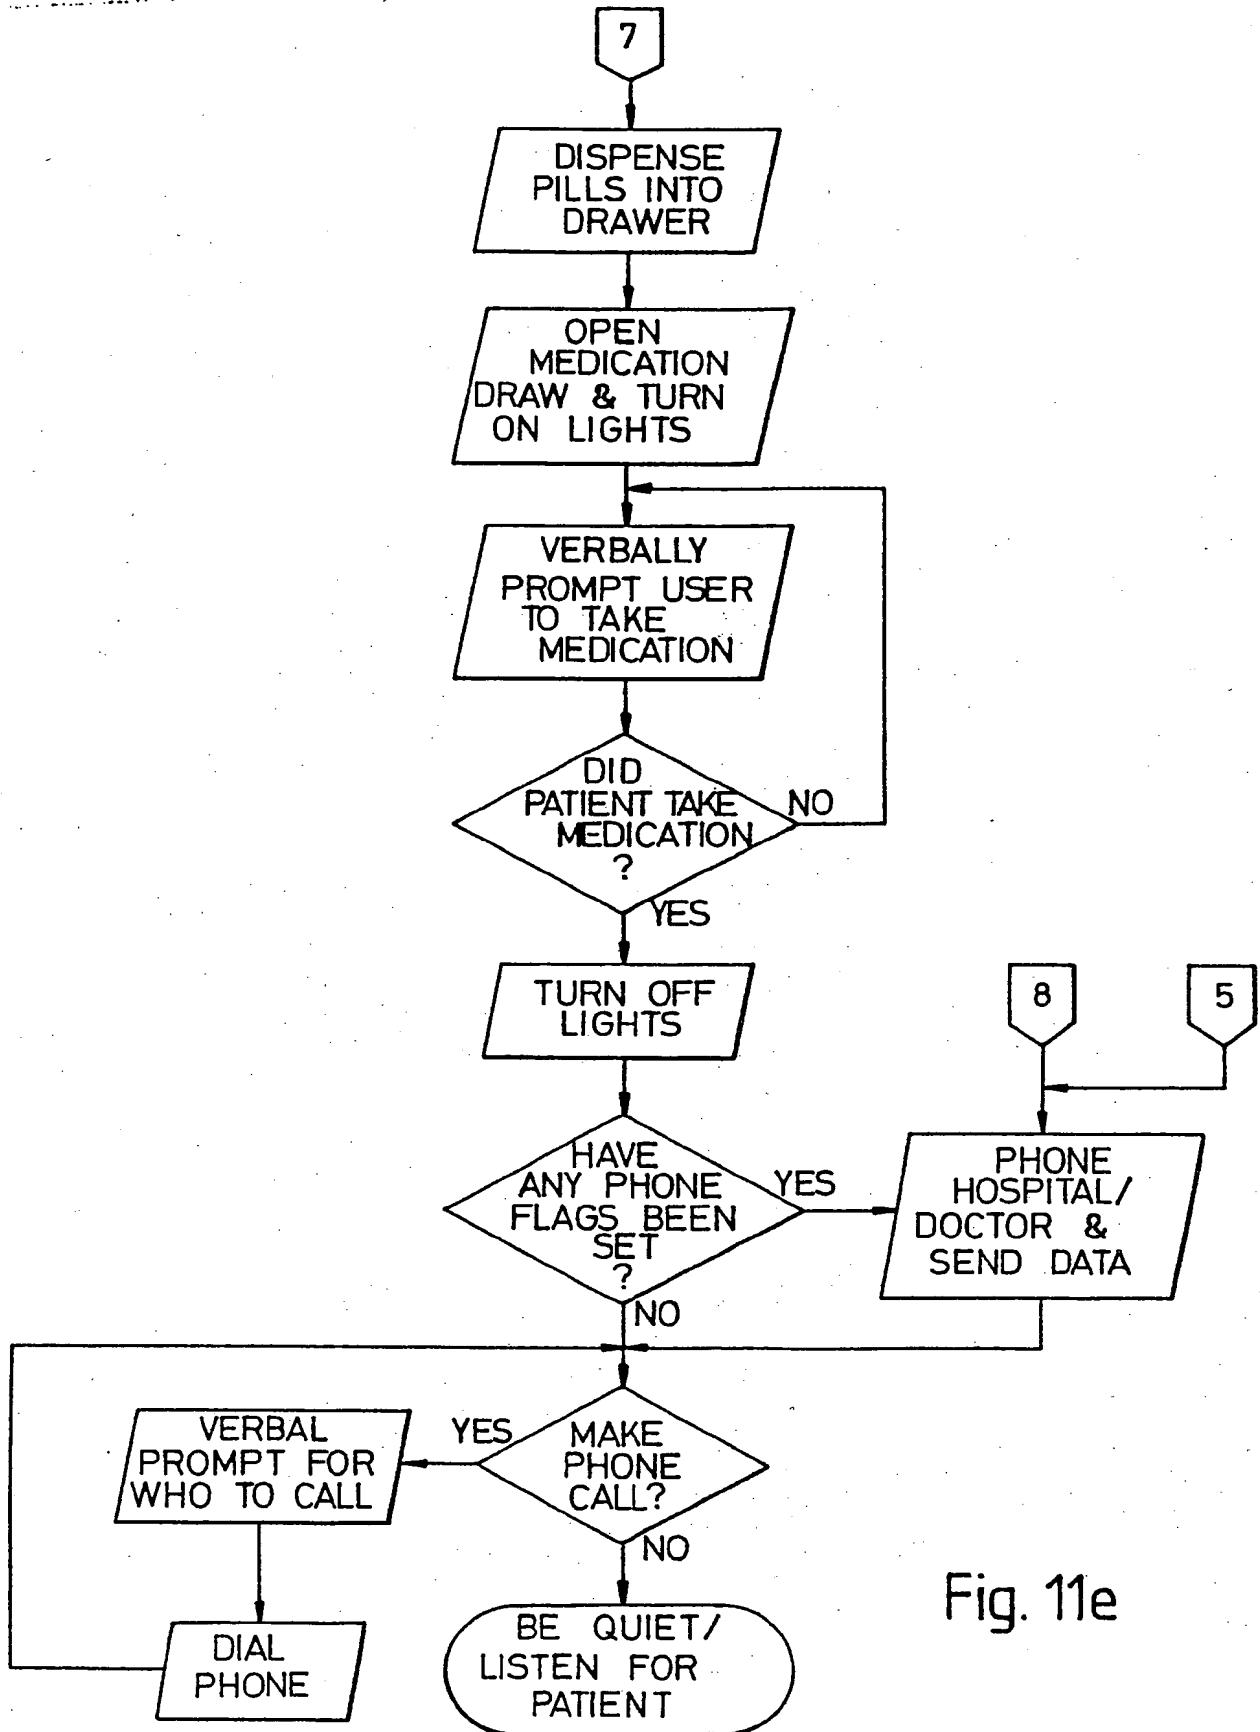 7
DISPENSE
PILLS INTO
DRAWER
OPEN
MEDICATION
DRAW & TURN
ON LIGHTS
VERBALLY
PROMPT USER
TO TAKE
MEDICATION
DID
PATIENT TAKE
MEDICATION
?
NO
YES
TURN OFF
LIGHTS
8
5
HAVE
ANY PHONE
FLAGS BEEN
SET
?
YES
NO
PHONE
HOSPITAL/
DOCTOR &
SEND DATA
MAKE
PHONE
CALL?
YES
NO
VERBAL
PROMPT FOR
WHO TO CALL
DIAL
PHONE
BE QUIET/
LISTEN FOR
PATIENT
Fig. 11e